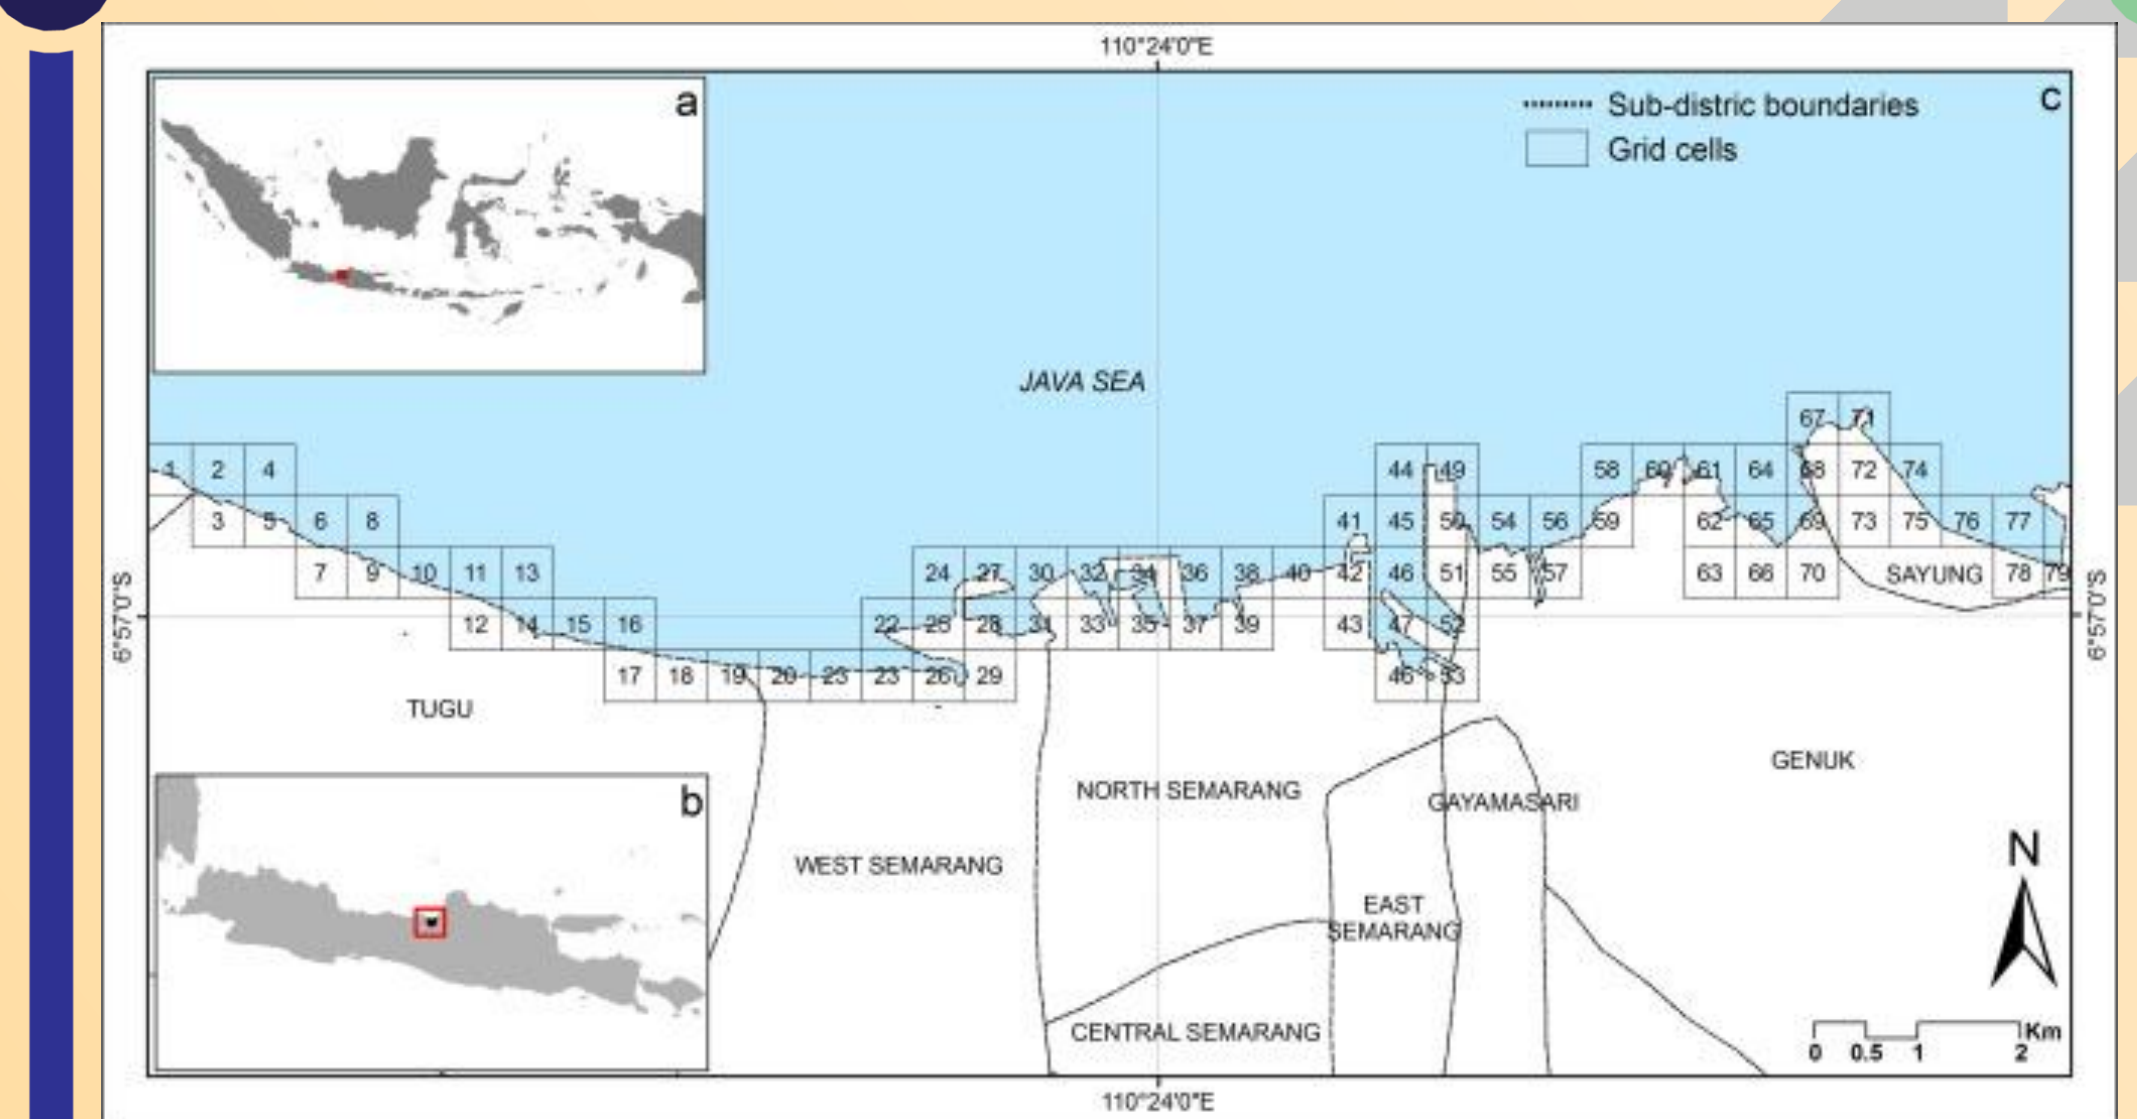 110°24'0"E
a
c
Sub-distric boundaries
Grid cells
JAVA SEA
67 71
1 2 4 44 49 58 60 61 64 68 72 74
3 5 6 8 41 45 50 54 56 59 62 65 69 73 75 76 77
7 9 10 11 13 24 27 30 32 34 36 38 40 42 46 51 55 57 63 66 70 SAYUNG 78 79
6°57'0"S
6°57'0"S
12 14 15 16 22 25 28 31 33 35 37 39 43 47 52
17 18 19 20 23 23 26 29 46 53
TUGU
GENUK
NORTH SEMARANG
GAYAMASARI
b
WEST SEMARANG
N
EAST
SEMARANG
CENTRAL SEMARANG
Km
0 0.5 1 2
110°24'0"E